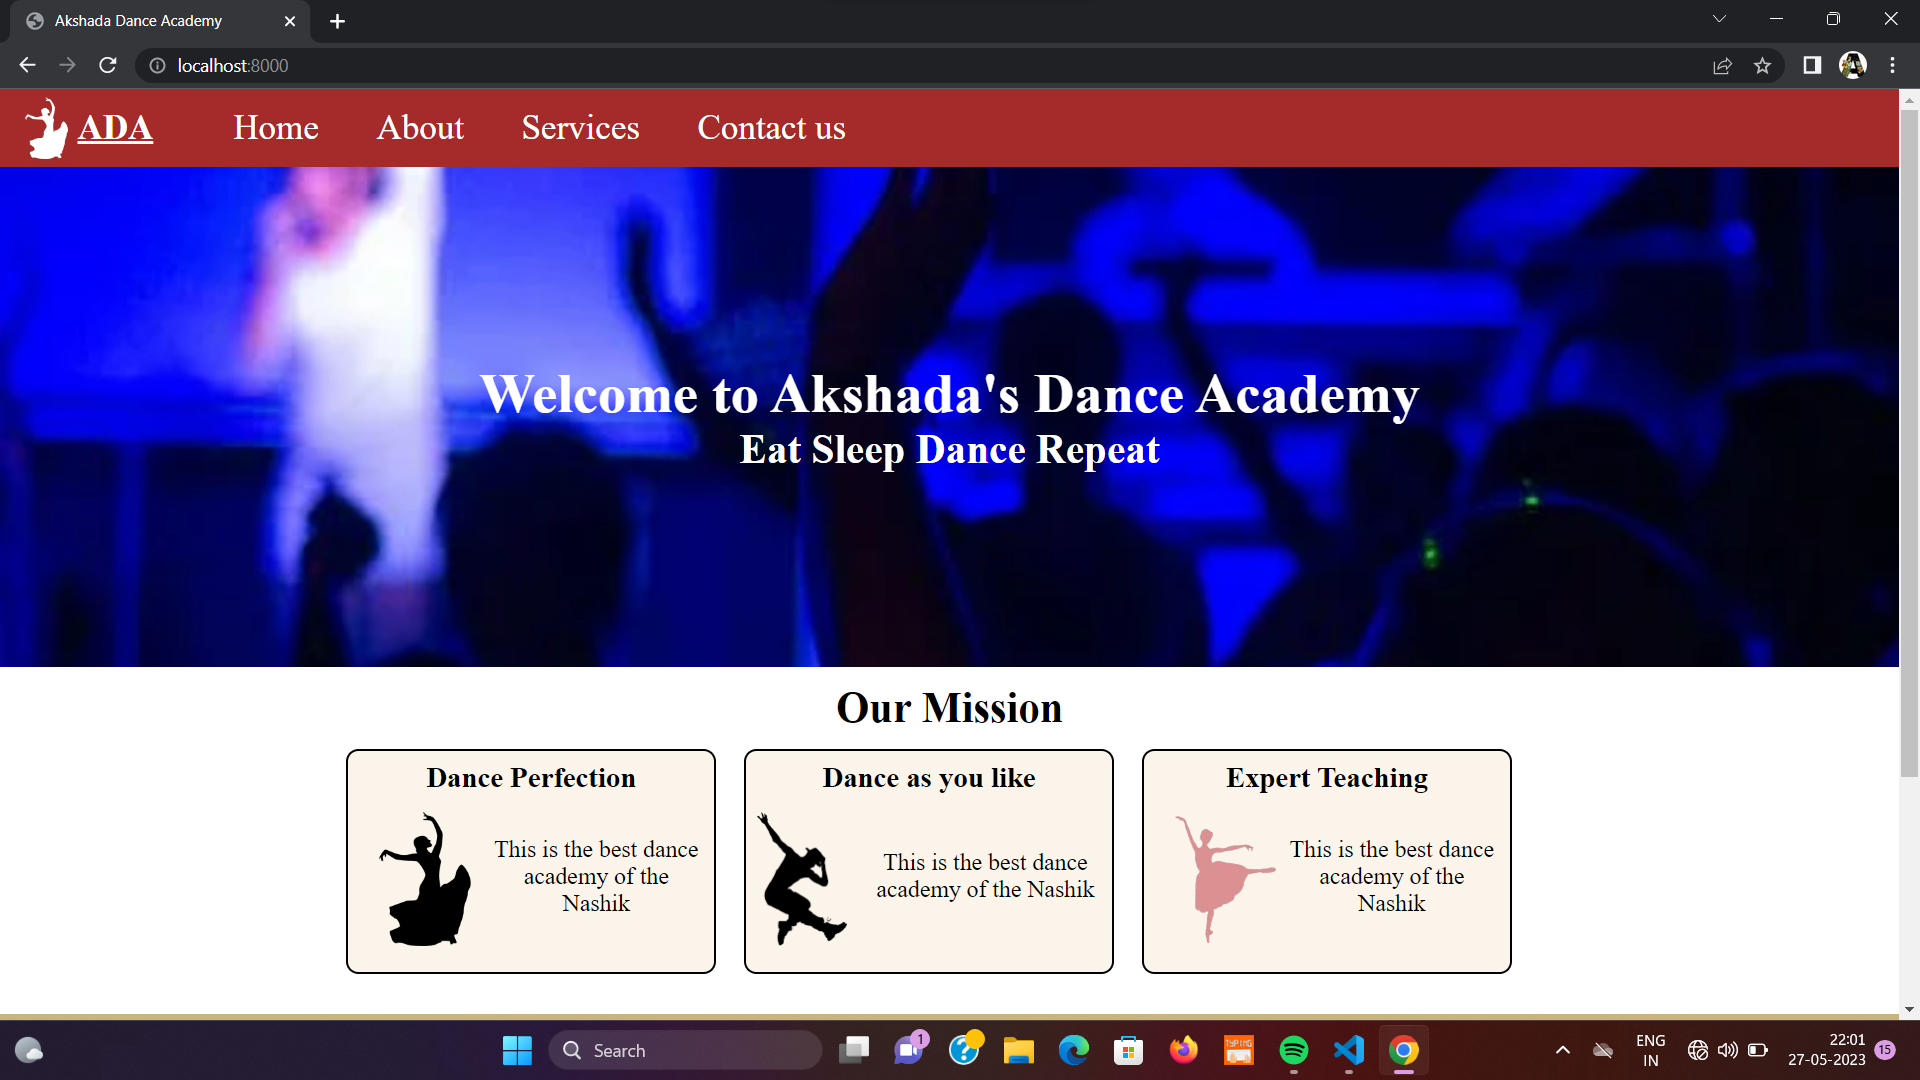 Akshada Dance Academy
localhost:8000
ADA Home About Services Contact us
Welcome to Akshada's Dance Academy
Eat Sleep Dance Repeat
Our Mission
Dance Perfection
This is the best dance
academy of the
Nashik
Dance as you like
This is the best dance
academy of the Nashik
Expert Teaching
This is the best dance
academy of the
Nashik
Search
1
TYPING
ENG
IN
22:01
27-05-2023
15